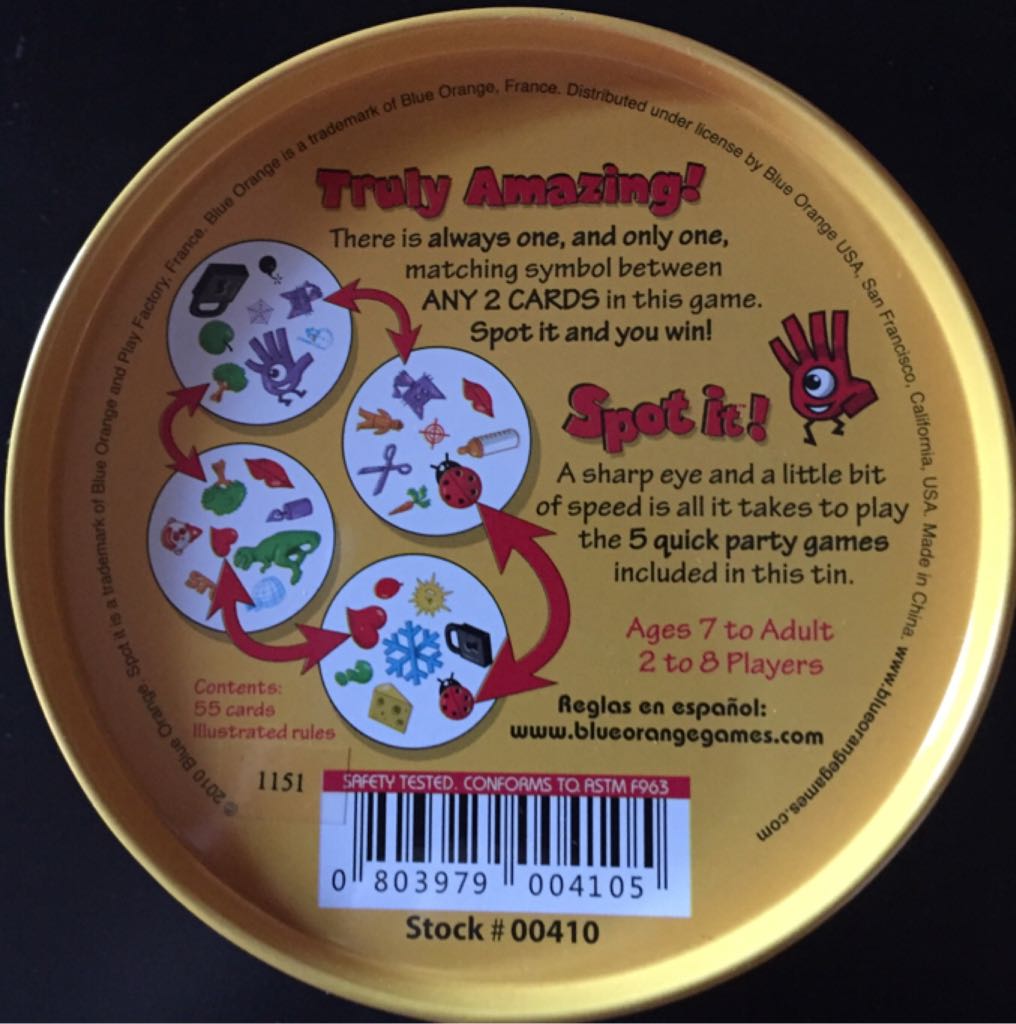 © 2010 Blue Orange. Spot it is a trademark of Blue Orange and Play Factory, France. Blue Orange is a trademark of Blue Orange, France. Distributed under license by Blue Orange USA, San Francisco, California, USA. Made in China. www.blueorangegames.com
Truly Amazing!
There is always one, and only one,
matching symbol between
ANY 2 CARDS in this game.
Spot it and you win!
Spot it!
A sharp eye and a little bit
of speed is all it takes to play
the 5 quick party games
included in this tin.
Ages 7 to Adult
2 to 8 Players
Contents:
55 cards
Illustrated rules
Reglas en español:
www.blueorangegames.com
1151
SAFETY TESTED. CONFORMS TO ASTM F963
0 803979 004105
Stock # 00410